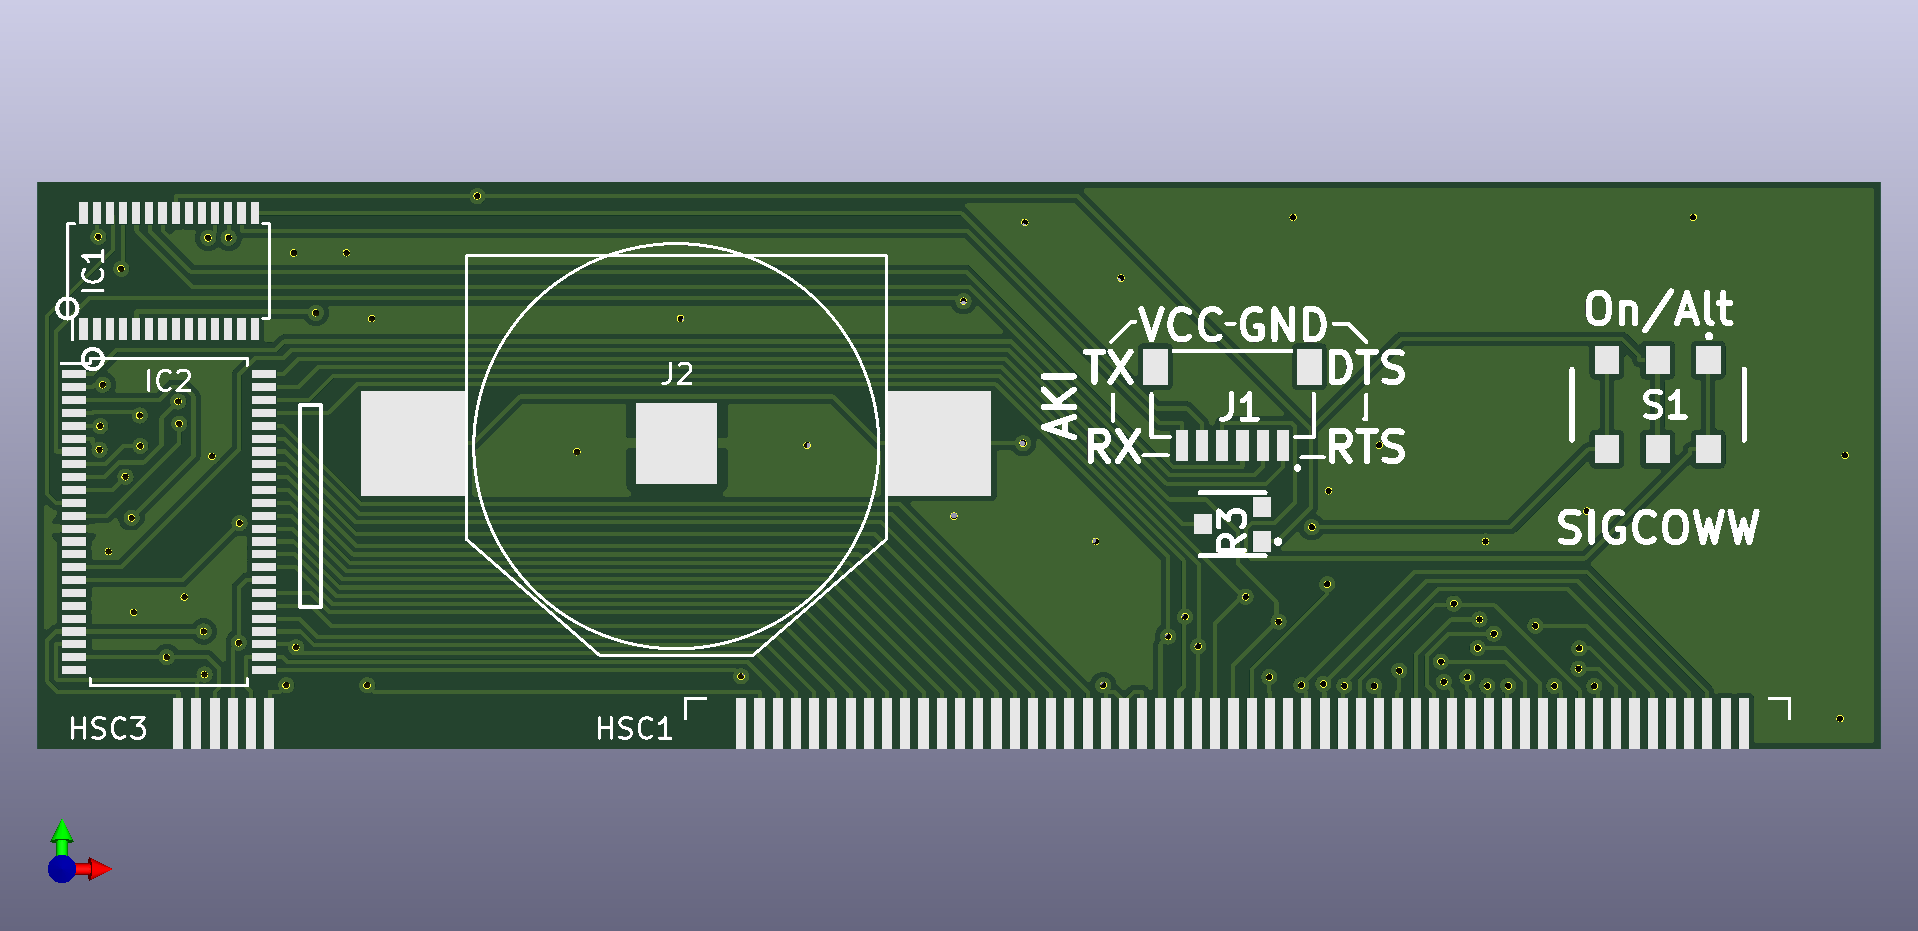 IC1
IC2
J2
AKI
VCC-GND
TX DTS
J1
RX RTS
R3
On/Alt
S1
SIGCOWW
HSC3
HSC1